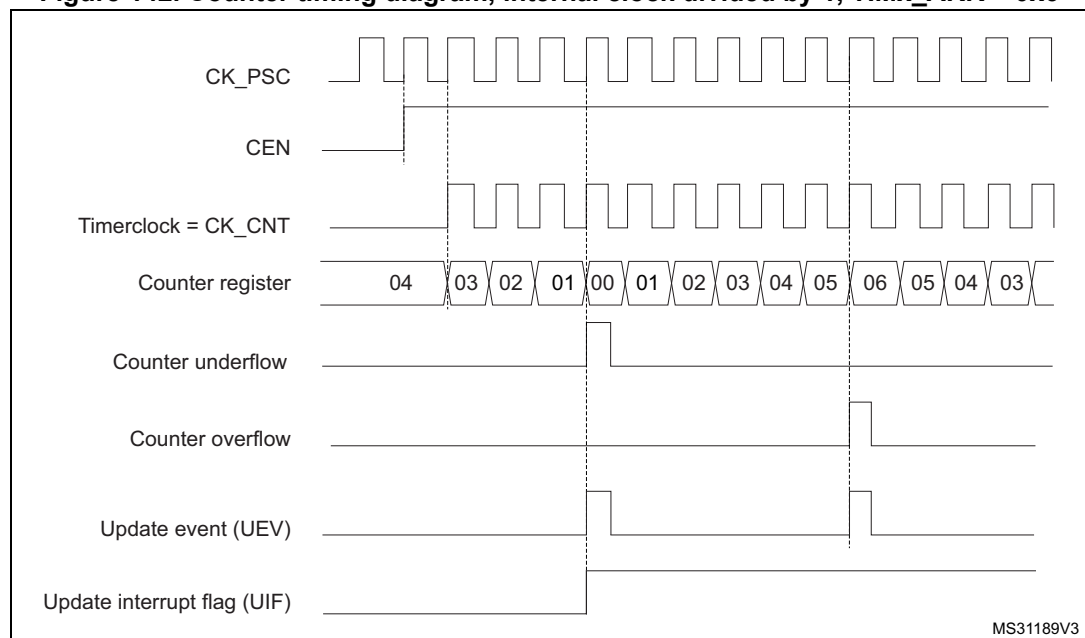 CK_PSC
CEN
Timerclock = CK_CNT
Counter register 04 03 02 01 00 01 02 03 04 05 06 05 04 03
Counter underflow
Counter overflow
Update event (UEV)
Update interrupt flag (UIF)
MS31189V3